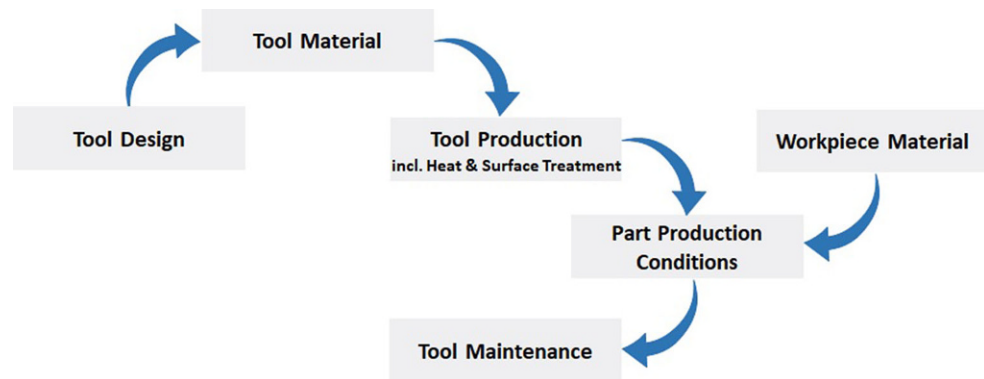 Tool Material
Tool Design
Tool Production
incl. Heat & Surface Treatment
Workpiece Material
Part Production
Conditions
Tool Maintenance